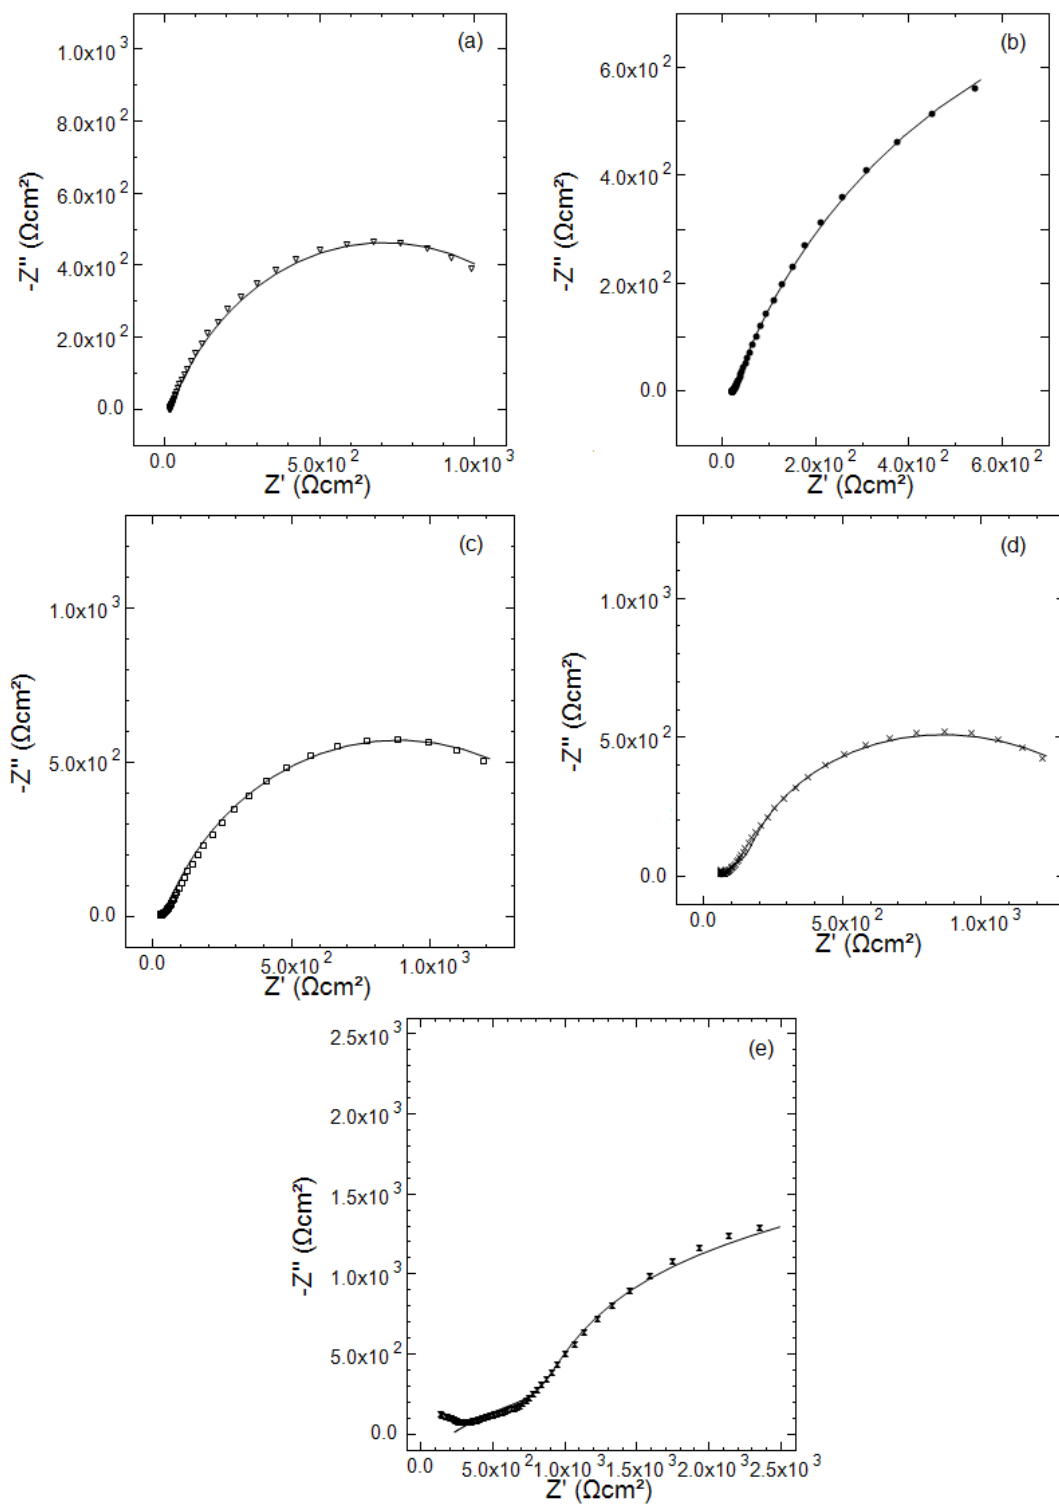 (a)
1.0x10³
8.0x10²
6.0x10²
4.0x10²
2.0x10²
0.0
-Z'' (Ωcm²)
0.0
5.0x10²
1.0x10³
Z' (Ωcm²)
(b)
6.0x10²
4.0x10²
2.0x10²
0.0
-Z'' (Ωcm²)
0.0
2.0x10²
4.0x10²
6.0x10²
Z' (Ωcm²)
(c)
1.0x10³
5.0x10²
0.0
-Z'' (Ωcm²)
0.0
5.0x10²
1.0x10³
Z' (Ωcm²)
(d)
1.0x10³
5.0x10²
0.0
-Z'' (Ωcm²)
0.0
5.0x10²
1.0x10³
Z' (Ωcm²)
(e)
2.5x10³
2.0x10³
1.5x10³
1.0x10³
5.0x10²
0.0
-Z'' (Ωcm²)
0.0
5.0x10²
1.0x10³
1.5x10³
2.0x10³
2.5x10³
Z' (Ωcm²)